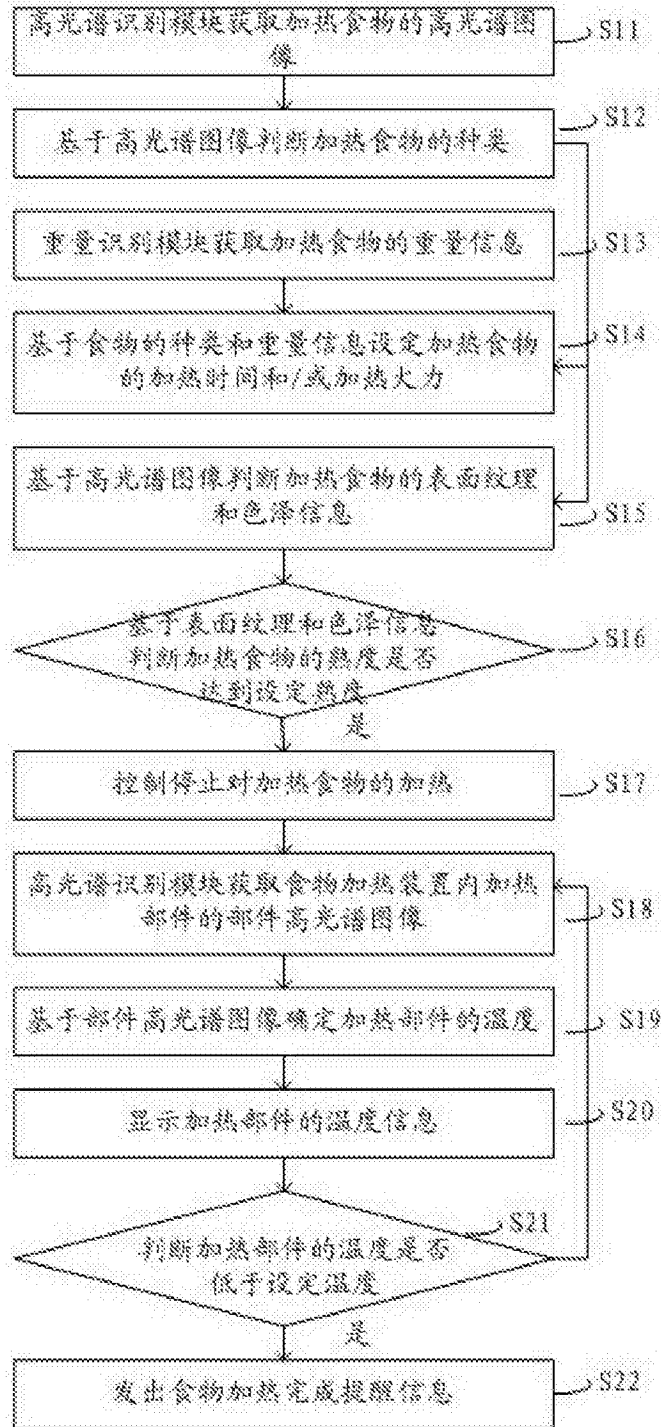 高光谱识别模块获取加热食物的高光谱图
像
S11
S12
基于高光谱图像判断加热食物的种类
重量识别模块获取加热食物的重量信息
S13
基于食物的种类和重量信息设定加热食物
的加热时间和/或加热火力
S14
基于高光谱图像判断加热食物的表面纹理
和色泽信息
S15
基于表面纹理和色泽信息
判断加热食物的熟度是否
达到设定熟度
S16
是
控制停止对加热食物的加热
S17
高光谱识别模块获取食物加热装置内加热
部件的部件高光谱图像
S18
基于部件高光谱图像确定加热部件的温度
S19
显示加热部件的温度信息
S20
S21
判断加热部件的温度是否
低于设定温度
是
发出食物加热完成提醒信息
S22